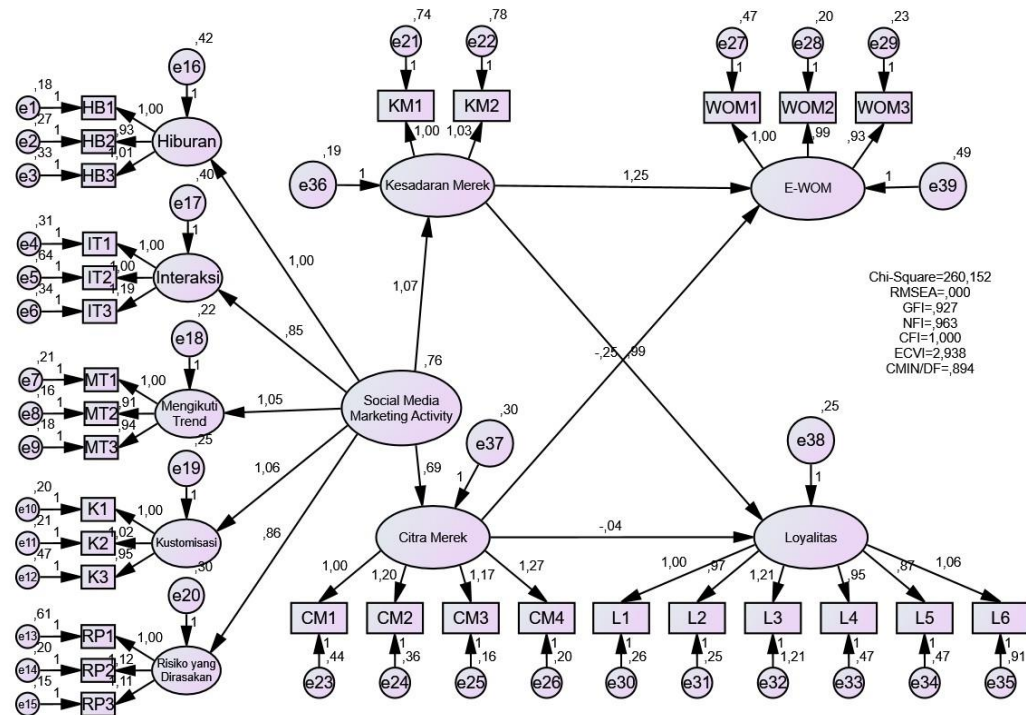 ,42
e16
1
,18
e1
1
HB1
1,00
,27
e2
1
HB2
,93
Hiburan
,33
e3
1
HB3
1,01
,40
e17
1
,31
e4
1
IT1
1,00
,64
e5
1
IT2
1,00
Interaksi
,34
e6
1
IT3
1,19
,22
e18
1
,21
e7
1
MT1
1,00
,16
e8
1
MT2
,91
Mengikuti
Trend
,18
e9
1
MT3
,94
,25
e19
1
,20
e10
1
K1
1,00
,21
e11
1
K2
1,02
Kustomisasi
,47
e12
1
K3
,95
,30
e20
1
,61
e13
1
RP1
1,00
,20
e14
1
RP2
1,12
Risiko yang
Dirasakan
,15
e15
1
RP3
1,11
1,00
,85
1,05
1,06
,86
,76
Social Media
Marketing Activity
1,07
,69
,74
e21
1
KM1
1,00
,78
e22
1
KM2
1,03
,19
e36
1
Kesadaran Merek
1,25
-,25
,99
,47
e27
1
WOM1
1,00
,20
e28
1
WOM2
,99
,23
e29
1
WOM3
,93
E-WOM
1
e39
,49
Chi-Square=260,152
RMSEA=,000
GFI=,927
NFI=,963
CFI=1,000
ECVI=2,938
CMIN/DF=,894
,30
e37
1
Citra Merek
-,04
,25
e38
1
Loyalitas
1,00
1,20
1,17
1,27
CM1
CM2
CM3
CM4
1
1
1
1
,44
,36
,16
,20
e23
e24
e25
e26
1,00
,97
1,21
,95
,87
1,06
L1
L2
L3
L4
L5
L6
1
1
1
1
1
1
,26
,25
1,21
,47
,47
,91
e30
e31
e32
e33
e34
e35